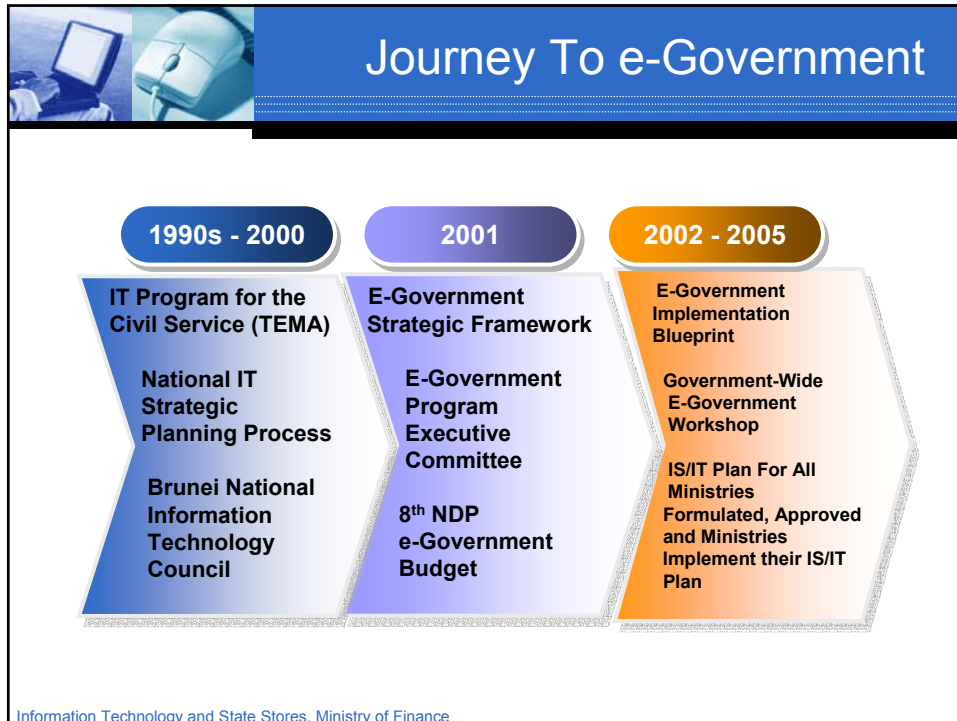 Journey To e-Government
1990s - 2000
IT Program for the
Civil Service (TEMA)
National IT
Strategic
Planning Process
Brunei National
Information
Technology
Council
2001
E-Government
Strategic Framework
E-Government
Program
Executive
Committee
8th NDP
e-Government
Budget
2002 - 2005
E-Government
Implementation
Blueprint
Government-Wide
E-Government
Workshop
IS/IT Plan For All
Ministries
Formulated, Approved
and Ministries
Implement their IS/IT
Plan
Information Technology and State Stores, Ministry of Finance